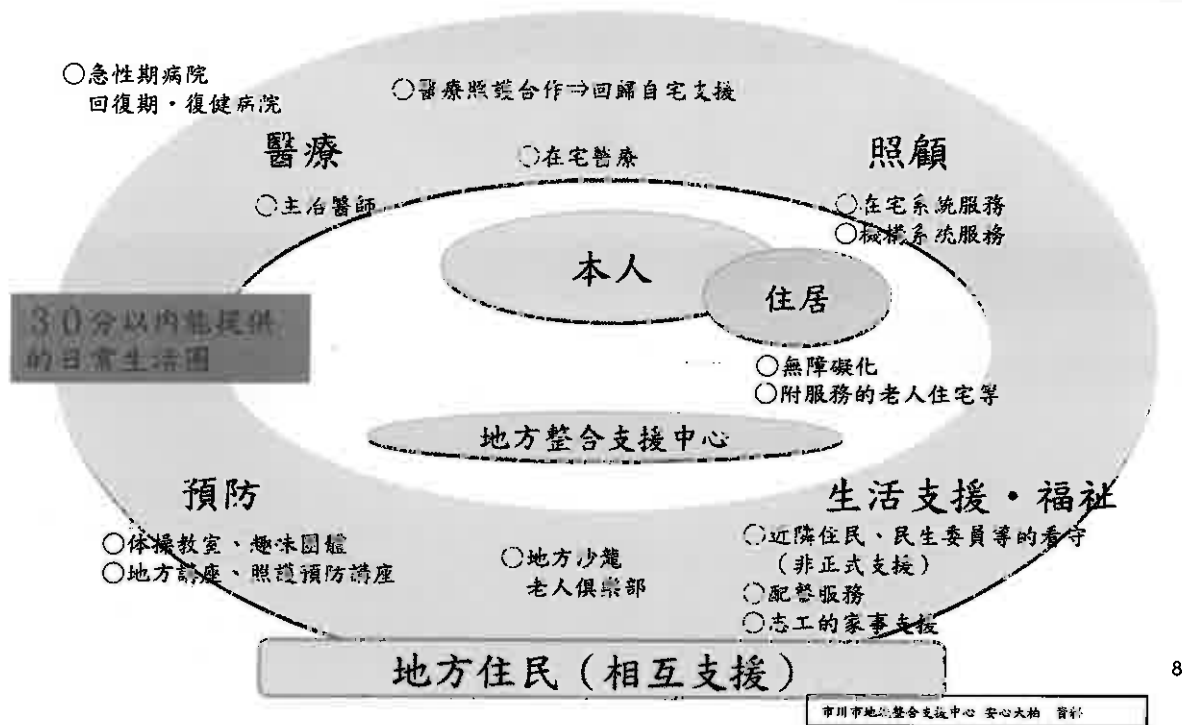 ○急性期病院
回復期・復健病院
○醫療照護合作⇒回歸自宅支援
醫療
○在宅醫療
照顧
○主治醫師
○在宅系統服務
○機構系統服務
本人
住居
30分以內能提供
的日常生活圈
○無障礙化
○附服務的老人住宅等
地方整合支援中心
預防
生活支援・福祉
○体操教室、趣味團體
○地方講座、照護預防講座
○地方沙龍
老人俱樂部
○近隣住民、民生委員等的看守
(非正式支援)
○配餐服務
○志工的家事支援
地方住民(相互支援)
8
市川市地方整合支援中心 安心大柏 資料